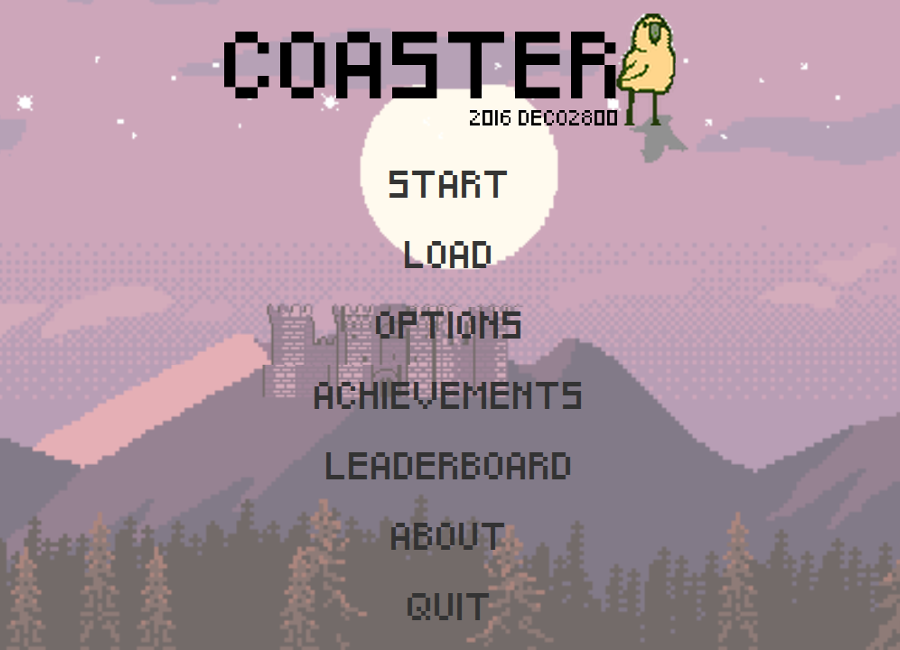 COASTER
2016 DECO2800
START
LOAD
OPTIONS
ACHIEVEMENTS
LEADERBOARD
ABOUT
QUIT